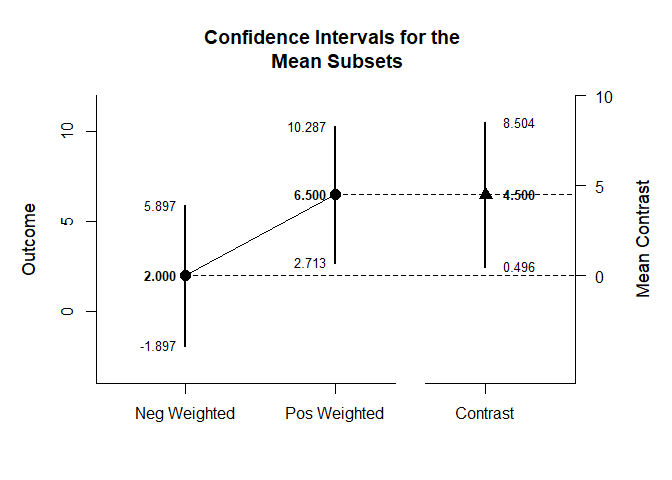 Confidence Intervals for the
Mean Subsets
10
5
0
Outcome
5.897
2.000
-1.897
10.287
6.500
2.713
8.504
4.500
0.496
10
5
0
Mean Contrast
Neg Weighted
Pos Weighted
Contrast